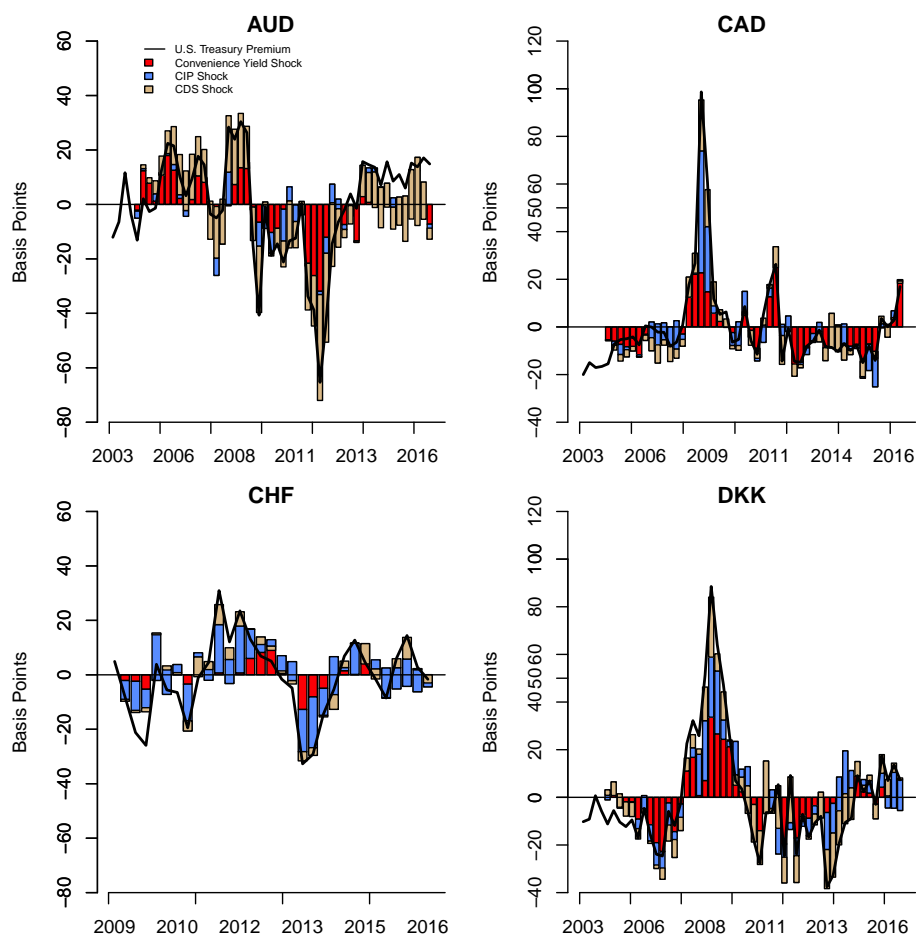 AUD
U.S. Treasury Premium
Convenience Yield Shock
CIP Shock
CDS Shock
Basis Points
60
40
20
0
−20
−40
−60
−80
2003 2006 2008 2011 2013 2016
CAD
Basis Points
120
100
80
60
40
20
0
−20
−40
2003 2006 2009 2011 2014 2016
CHF
Basis Points
60
40
20
0
−20
−40
−60
−80
2009 2010 2012 2013 2015 2016
DKK
Basis Points
120
100
80
60
40
20
0
−20
−40
2003 2006 2008 2011 2013 2016